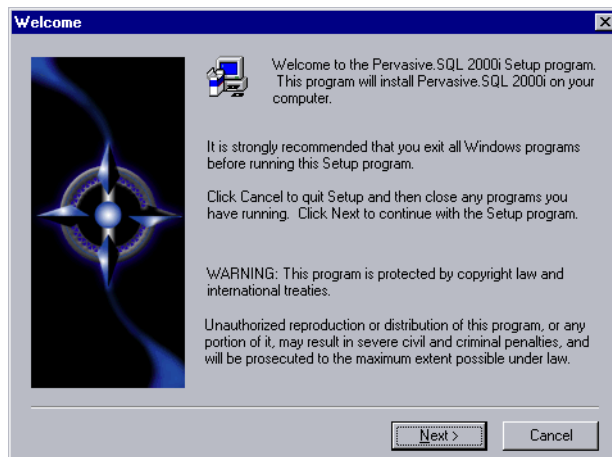 Welcome
Welcome to the Pervasive.SQL 2000i Setup program.
This program will install Pervasive.SQL 2000i on your
computer.
It is strongly recommended that you exit all Windows programs
before running this Setup program.
Click Cancel to quit Setup and then close any programs you
have running. Click Next to continue with the Setup program.
WARNING: This program is protected by copyright law and
international treaties.
Unauthorized reproduction or distribution of this program, or any
portion of it, may result in severe civil and criminal penalties, and
will be prosecuted to the maximum extent possible under law.
Next >
Cancel